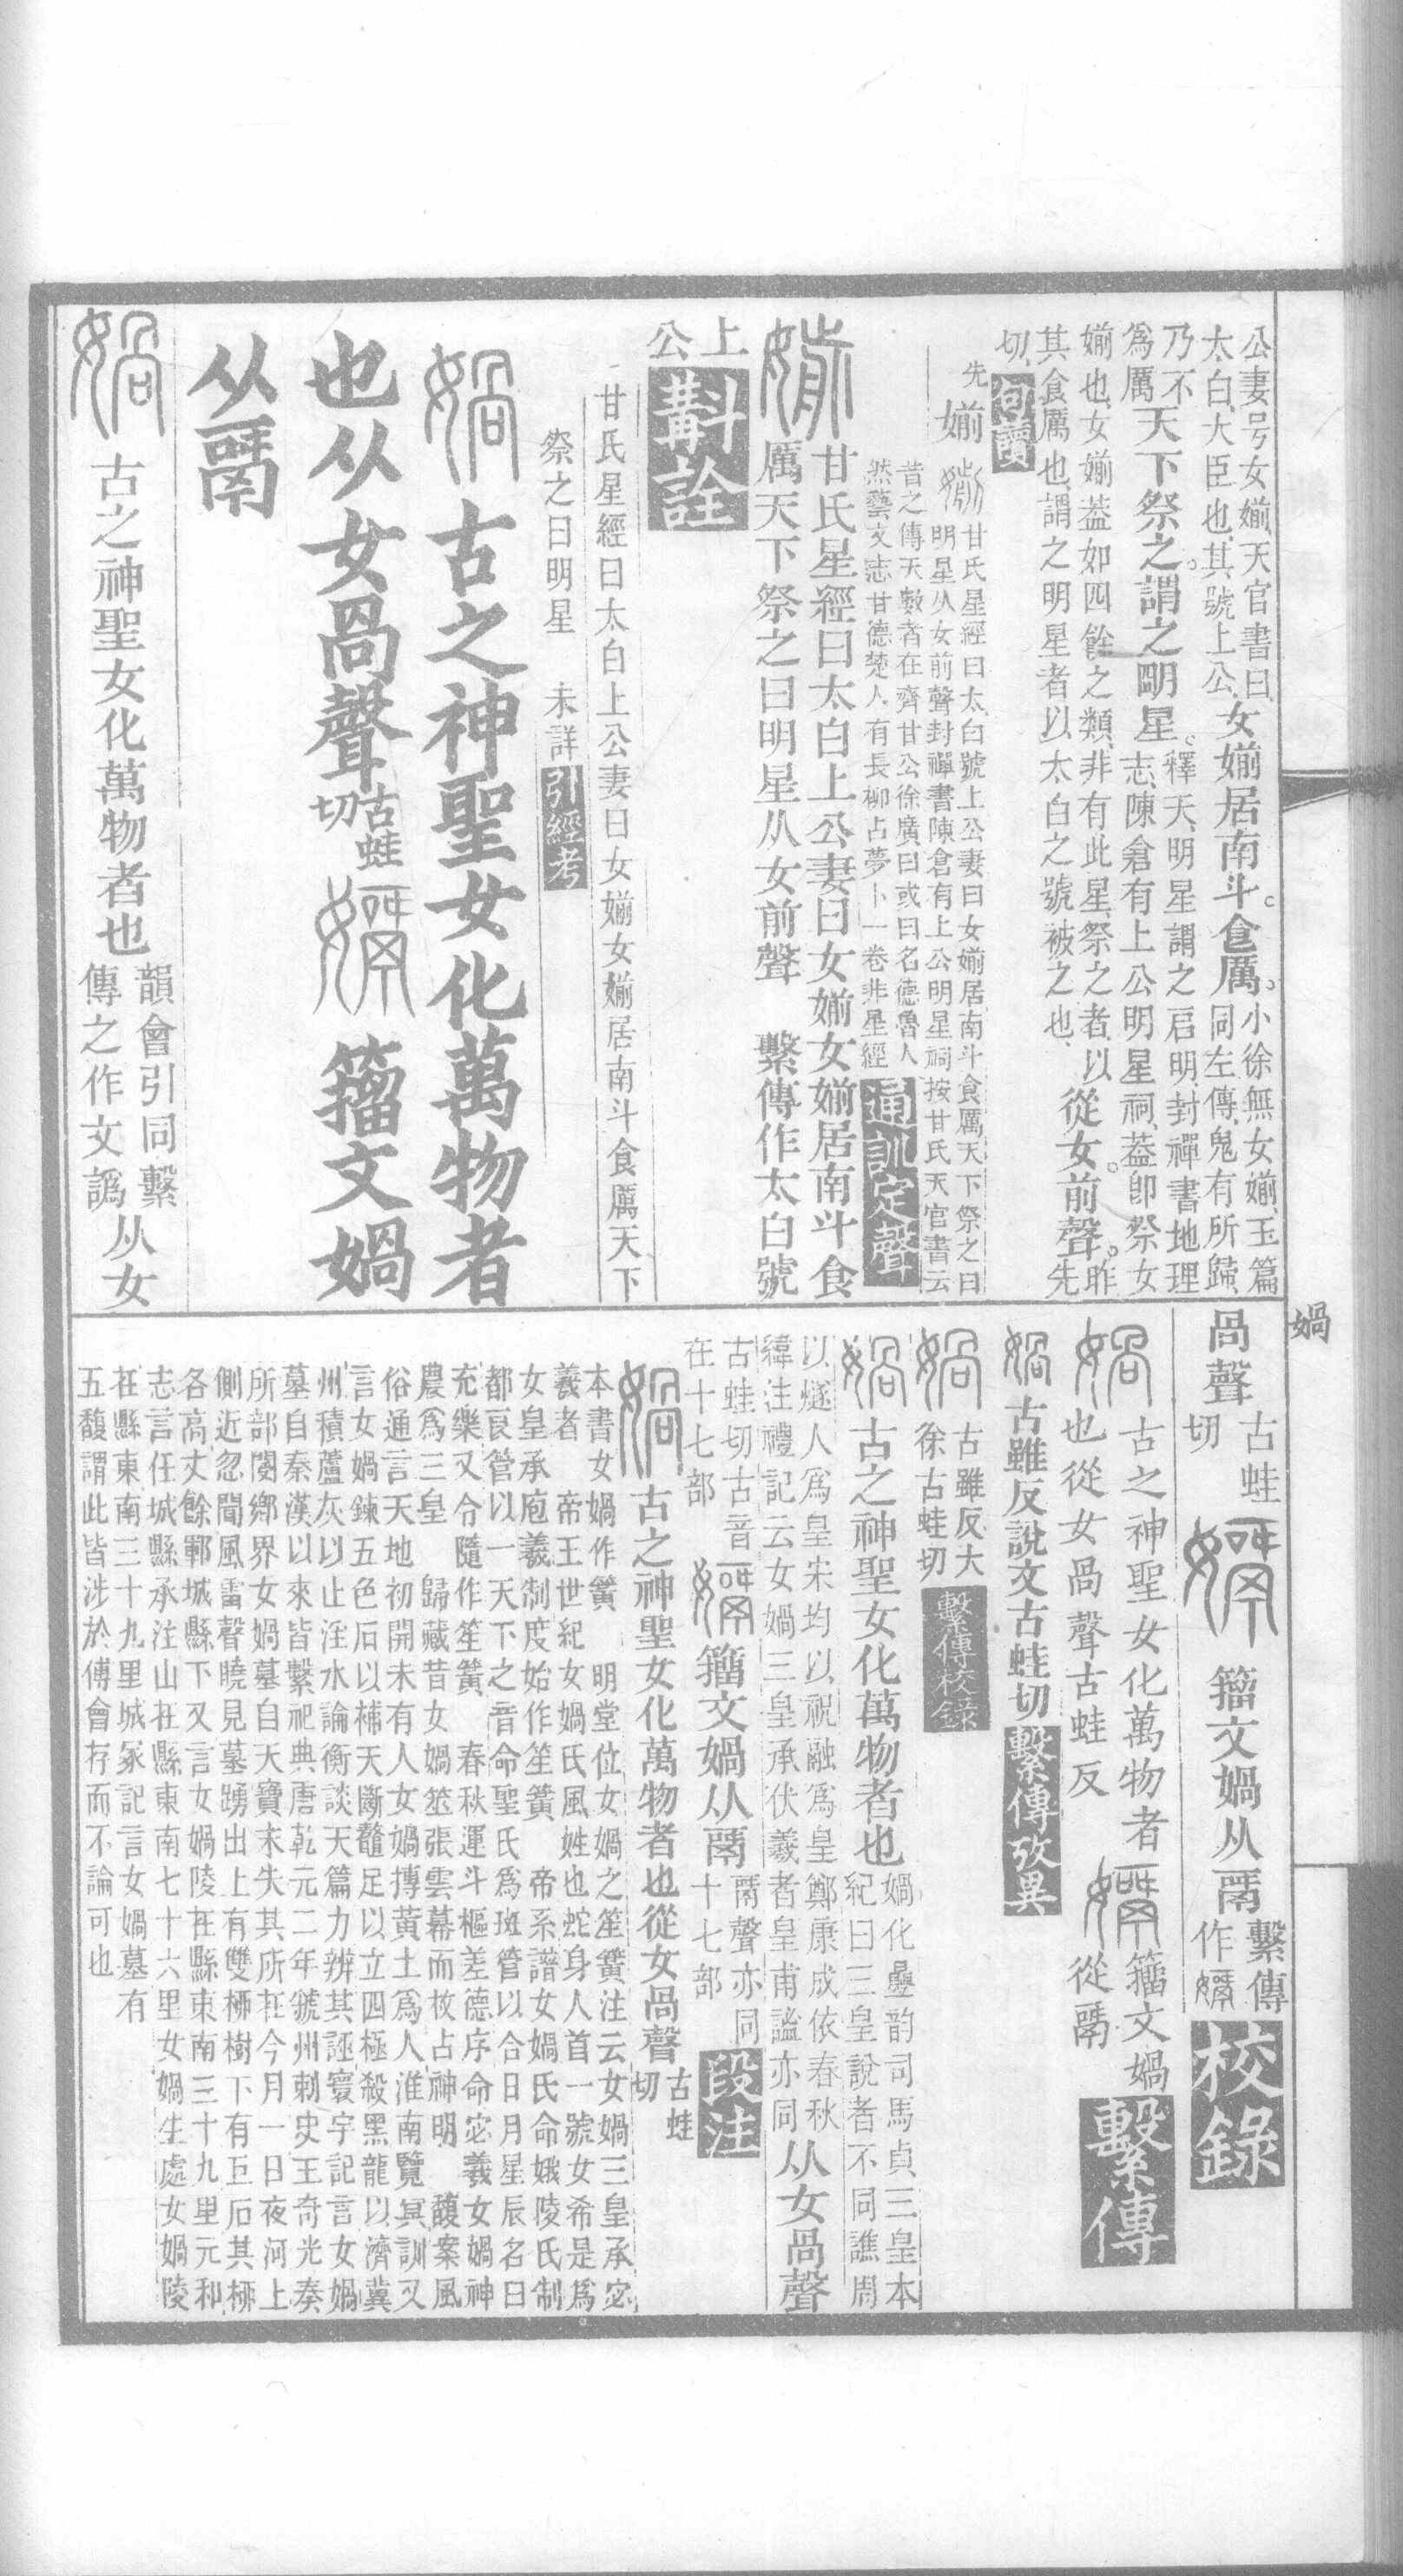 公妻号女媊天官書曰
太白大臣也其號上公女媊居南斗食厲小徐無女媊玉篇
同左傳鬼有所歸
乃不
為厲天下祭之謂之朙星釋天明星謂之启明封禪書地理
志陳倉有上公明星祠葢卽祭女
媊也女媊葢如四餘之類非有此星祭之者以
其食厲也謂之明星者以太白之號被之也從女前聲昨
先
切句讀
先
媊
甘氏星經曰太白號上公妻曰女媊居南斗食厲天下祭之曰
明星从女前聲封禪書陳倉有上公明星祠按甘氏天官書云
昔之傳天數者在齊甘公徐廣曰或曰名德魯人
然藝文志甘德楚人有長柳占夢卜一卷非星經通訓定聲
甘氏星經曰太白上公妻曰女媊女媊居南斗食
厲天下祭之曰明星从女前聲 繫傳作太白號
上
公斠詮
甘氏星經曰太白上公妻曰女媊女媊居南斗食厲天下
祭之曰明星 未詳引經考
媧古之神聖女化萬物者
也从女咼聲古蛙
切 籒文媧
从𩰲
媧古之神聖女化萬物者也韻會引同繫
傳之作文譌从女
媧
咼聲古蛙
切 籒文媧从𩰲繫傳
作 校錄
媧古之神聖女化萬物者
也從女咼聲古蛙反
籒文媧
從𩰲繫傳
媧古雖反說文古蛙切繫傳攷異
媧古雖反大
徐古蛙切繫傳校錄
媧古之神聖女化萬物者也媧化曡韵司馬貞三皇本
紀曰三皇說者不同譙周
以燧人爲皇宋均以祝融爲皇鄭康成依春秋
緯注禮記云女媧三皇承伏羲者皇甫謐亦同从女咼聲
古蛙切古音
在十七部 籒文媧从𩰲𩰲聲亦同
十七部段注
媧古之神聖女化萬物者也從女咼聲古蛙
切
本書女媧作簧 明堂位女媧之笙簧注云女媧三皇承宓
羲者 帝王世紀女媧氏風姓也蛇身人首一號女希是爲
女皇承庖羲制度始作笙簧 帝系譜女媧氏命娥陵氏制
都良管以一天下之音命聖氏爲斑管以合日月星辰名曰
充樂又令隨作笙簧 春秋運斗樞差德序命宓羲女媧神
農爲三皇 歸藏昔女媧筮張雲幕而枚占神明 馥案風
俗通言天地初開未有人女媧摶黃土爲人淮南覽冥訓又
言女媧鍊五色石以補天斷鼇足以立四極殺黑龍以濟冀
州積蘆灰以止淫水論衡談天篇力辨其誣寰宇記言女媧
墓自秦漢以來皆繫祀典唐乾元二年虢州刺史王奇光奏
所部閿鄉界女媧墓自天寶末失其所在今月一日夜河上
側近忽聞風雷聲曉見墓踊出上有雙桺樹下有巨石其桺
各高丈餘鄆城縣下又言女媧陵在縣東南三十九里元和
志言任城縣承注山在縣東南七十六里女媧生處女媧陵
在縣東南三十九里城冢記言女媧墓有
五馥謂此皆涉於傅會存而不論可也